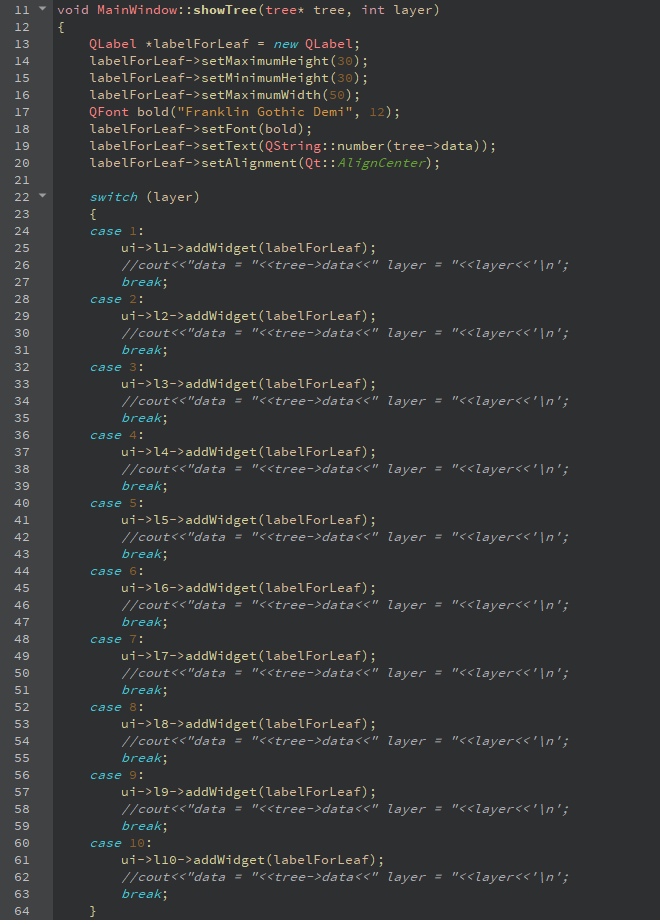 11 void MainWindow::showTree(tree* tree, int layer)
12 {
13     QLabel *labelForLeaf = new QLabel;
14     labelForLeaf->setMaximumHeight(30);
15     labelForLeaf->setMinimumHeight(30);
16     labelForLeaf->setMaximumWidth(50);
17     QFont bold("Franklin Gothic Demi", 12);
18     labelForLeaf->setFont(bold);
19     labelForLeaf->setText(QString::number(tree->data));
20     labelForLeaf->setAlignment(Qt::AlignCenter);
21
22     switch (layer)
23     {
24     case 1:
25         ui->l1->addWidget(labelForLeaf);
26         //cout<<"data = "<<tree->data<<" layer = "<<layer<<'\n';
27         break;
28     case 2:
29         ui->l2->addWidget(labelForLeaf);
30         //cout<<"data = "<<tree->data<<" layer = "<<layer<<'\n';
31         break;
32     case 3:
33         ui->l3->addWidget(labelForLeaf);
34         //cout<<"data = "<<tree->data<<" layer = "<<layer<<'\n';
35         break;
36     case 4:
37         ui->l4->addWidget(labelForLeaf);
38         //cout<<"data = "<<tree->data<<" layer = "<<layer<<'\n';
39         break;
40     case 5:
41         ui->l5->addWidget(labelForLeaf);
42         //cout<<"data = "<<tree->data<<" layer = "<<layer<<'\n';
43         break;
44     case 6:
45         ui->l6->addWidget(labelForLeaf);
46         //cout<<"data = "<<tree->data<<" layer = "<<layer<<'\n';
47         break;
48     case 7:
49         ui->l7->addWidget(labelForLeaf);
50         //cout<<"data = "<<tree->data<<" layer = "<<layer<<'\n';
51         break;
52     case 8:
53         ui->l8->addWidget(labelForLeaf);
54         //cout<<"data = "<<tree->data<<" layer = "<<layer<<'\n';
55         break;
56     case 9:
57         ui->l9->addWidget(labelForLeaf);
58         //cout<<"data = "<<tree->data<<" layer = "<<layer<<'\n';
59         break;
60     case 10:
61         ui->l10->addWidget(labelForLeaf);
62         //cout<<"data = "<<tree->data<<" layer = "<<layer<<'\n';
63         break;
64     }